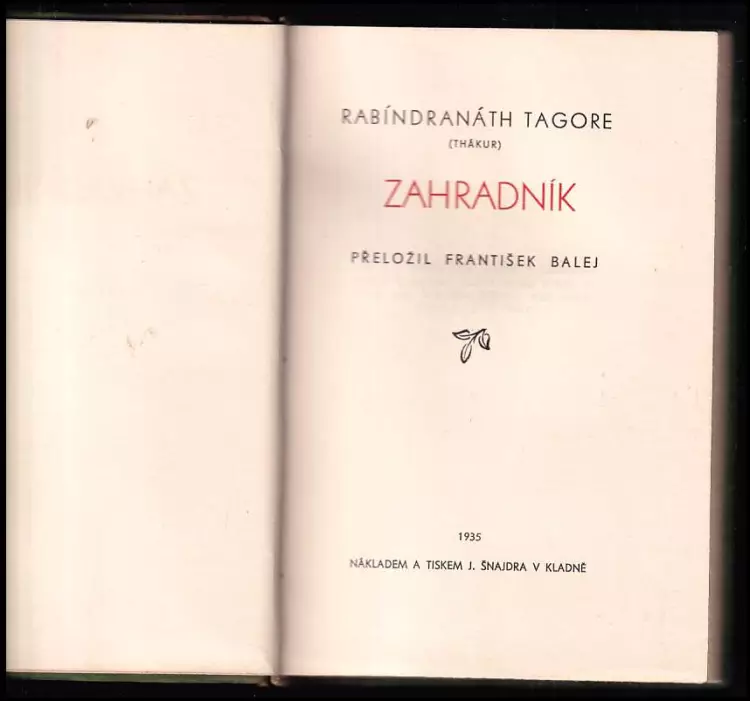 RABÍNDRANÁTH TAGORE
(THÁKUR)
ZAHRADNÍK
PŘELOŽIL FRANTIŠEK BALEJ
1935
NÁKLADEM A TISKEM J. ŠNAJDRA V KLADNĚ